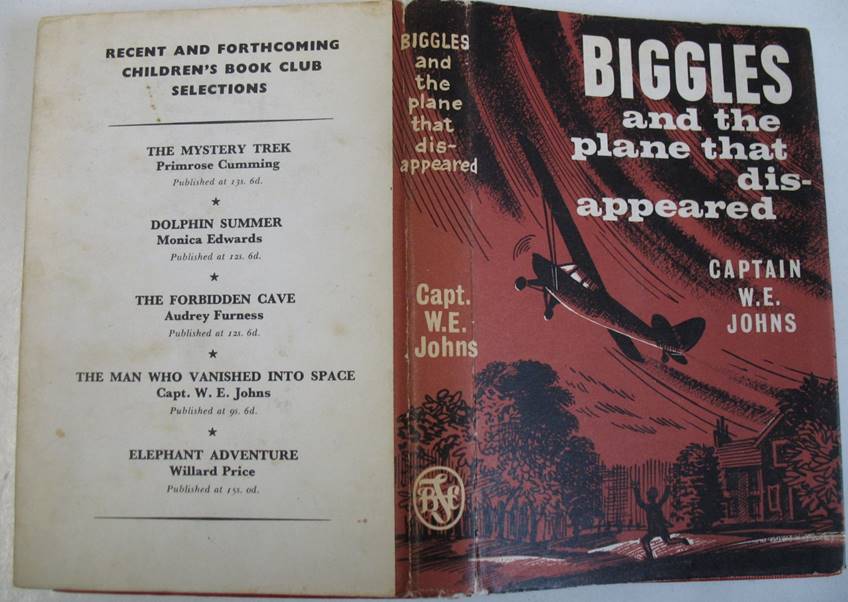 RECENT AND FORTHCOMING
CHILDREN'S BOOK CLUB
SELECTIONS
THE MYSTERY TREK
Primrose Cumming
Published at 13s. 6d.
★
DOLPHIN SUMMER
Monica Edwards
Published at 12s. 6d.
★
THE FORBIDDEN CAVE
Audrey Furness
Published at 12s. 6d.
★
THE MAN WHO VANISHED INTO SPACE
Capt. W. E. Johns
Published at 9s. 6d.
★
ELEPHANT ADVENTURE
Willard Price
Published at 15s. 0d.
BIGGLES
and
the
plane
that
dis-
appeared
Capt.
W.E.
Johns
BIGGLES
and the
plane that
dis-
appeared
CAPTAIN
W.E.
JOHNS